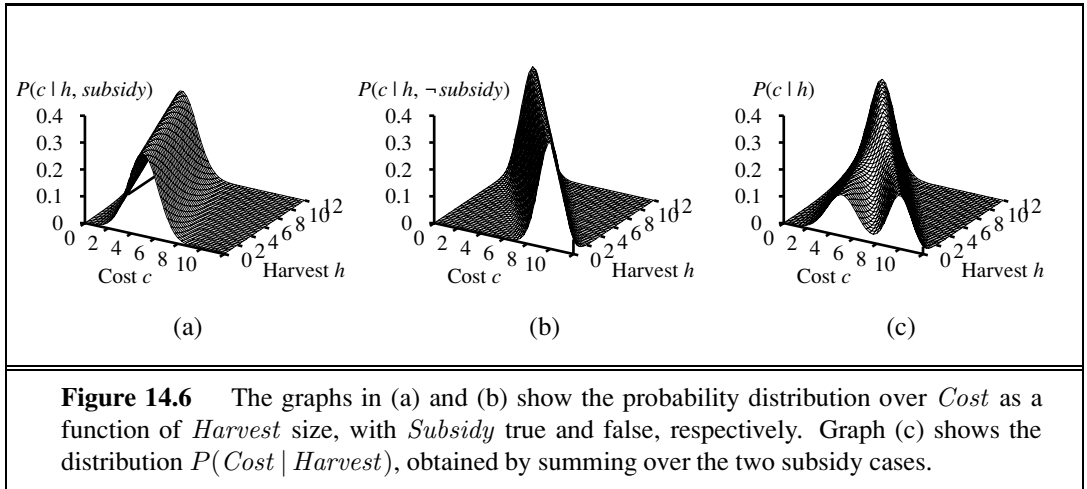 P(c | h, subsidy)
0.4
0.3
0.2
0.1
0
0 2 4 6 8 10
Cost c
0 2 4 6 8 10 12
Harvest h
(a)
P(c | h, ¬subsidy)
0.4
0.3
0.2
0.1
0
0 2 4 6 8 10
Cost c
0 2 4 6 8 10 12
Harvest h
(b)
P(c | h)
0.4
0.3
0.2
0.1
0
0 2 4 6 8 10
Cost c
0 2 4 6 8 10 12
Harvest h
(c)
Figure 14.6 The graphs in (a) and (b) show the probability distribution over Cost as a
function of Harvest size, with Subsidy true and false, respectively. Graph (c) shows the
distribution P(Cost | Harvest), obtained by summing over the two subsidy cases.